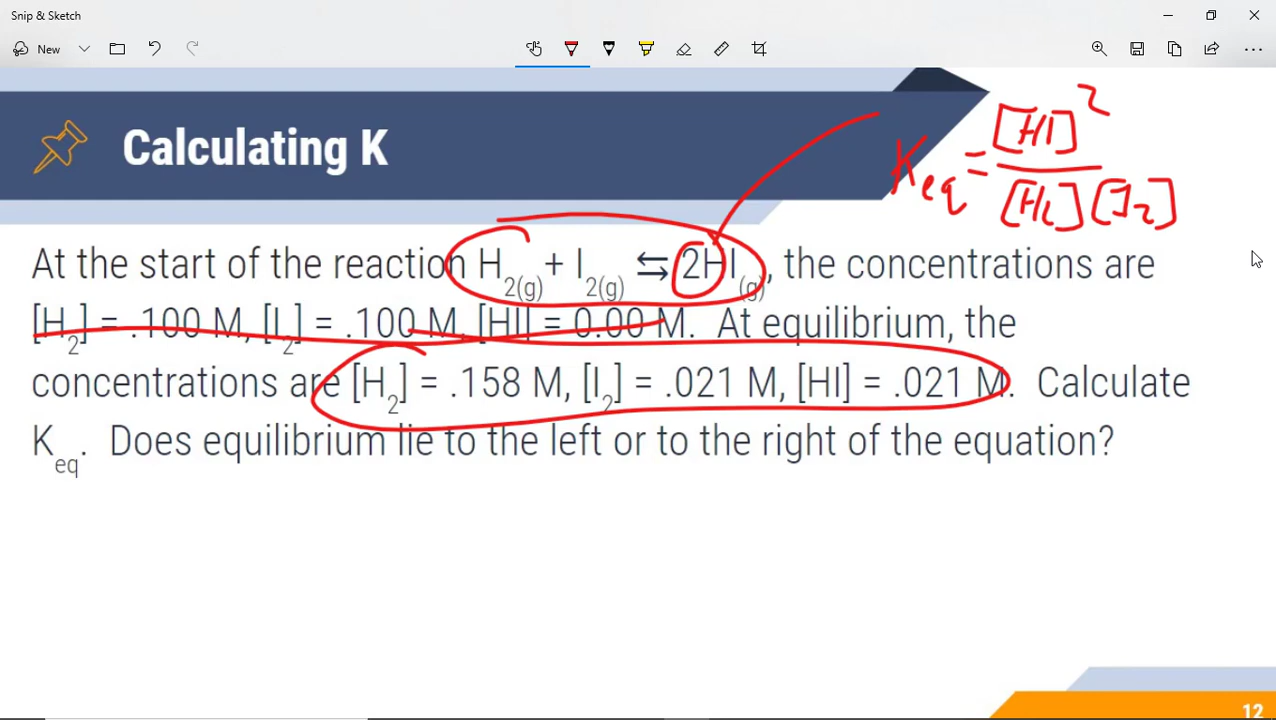 Snip & Sketch
New
Calculating K
Keq = [HI]²
[H₂][I₂]
At the start of the reaction H₂(g) + I₂(g) ⇆ 2HI(g), the concentrations are
[H₂] = .100 M, [I₂] = .100 M, [HI] = 0.00 M. At equilibrium, the
concentrations are [H₂] = .158 M, [I₂] = .021 M, [HI] = .021 M. Calculate
Keq. Does equilibrium lie to the left or to the right of the equation?
12